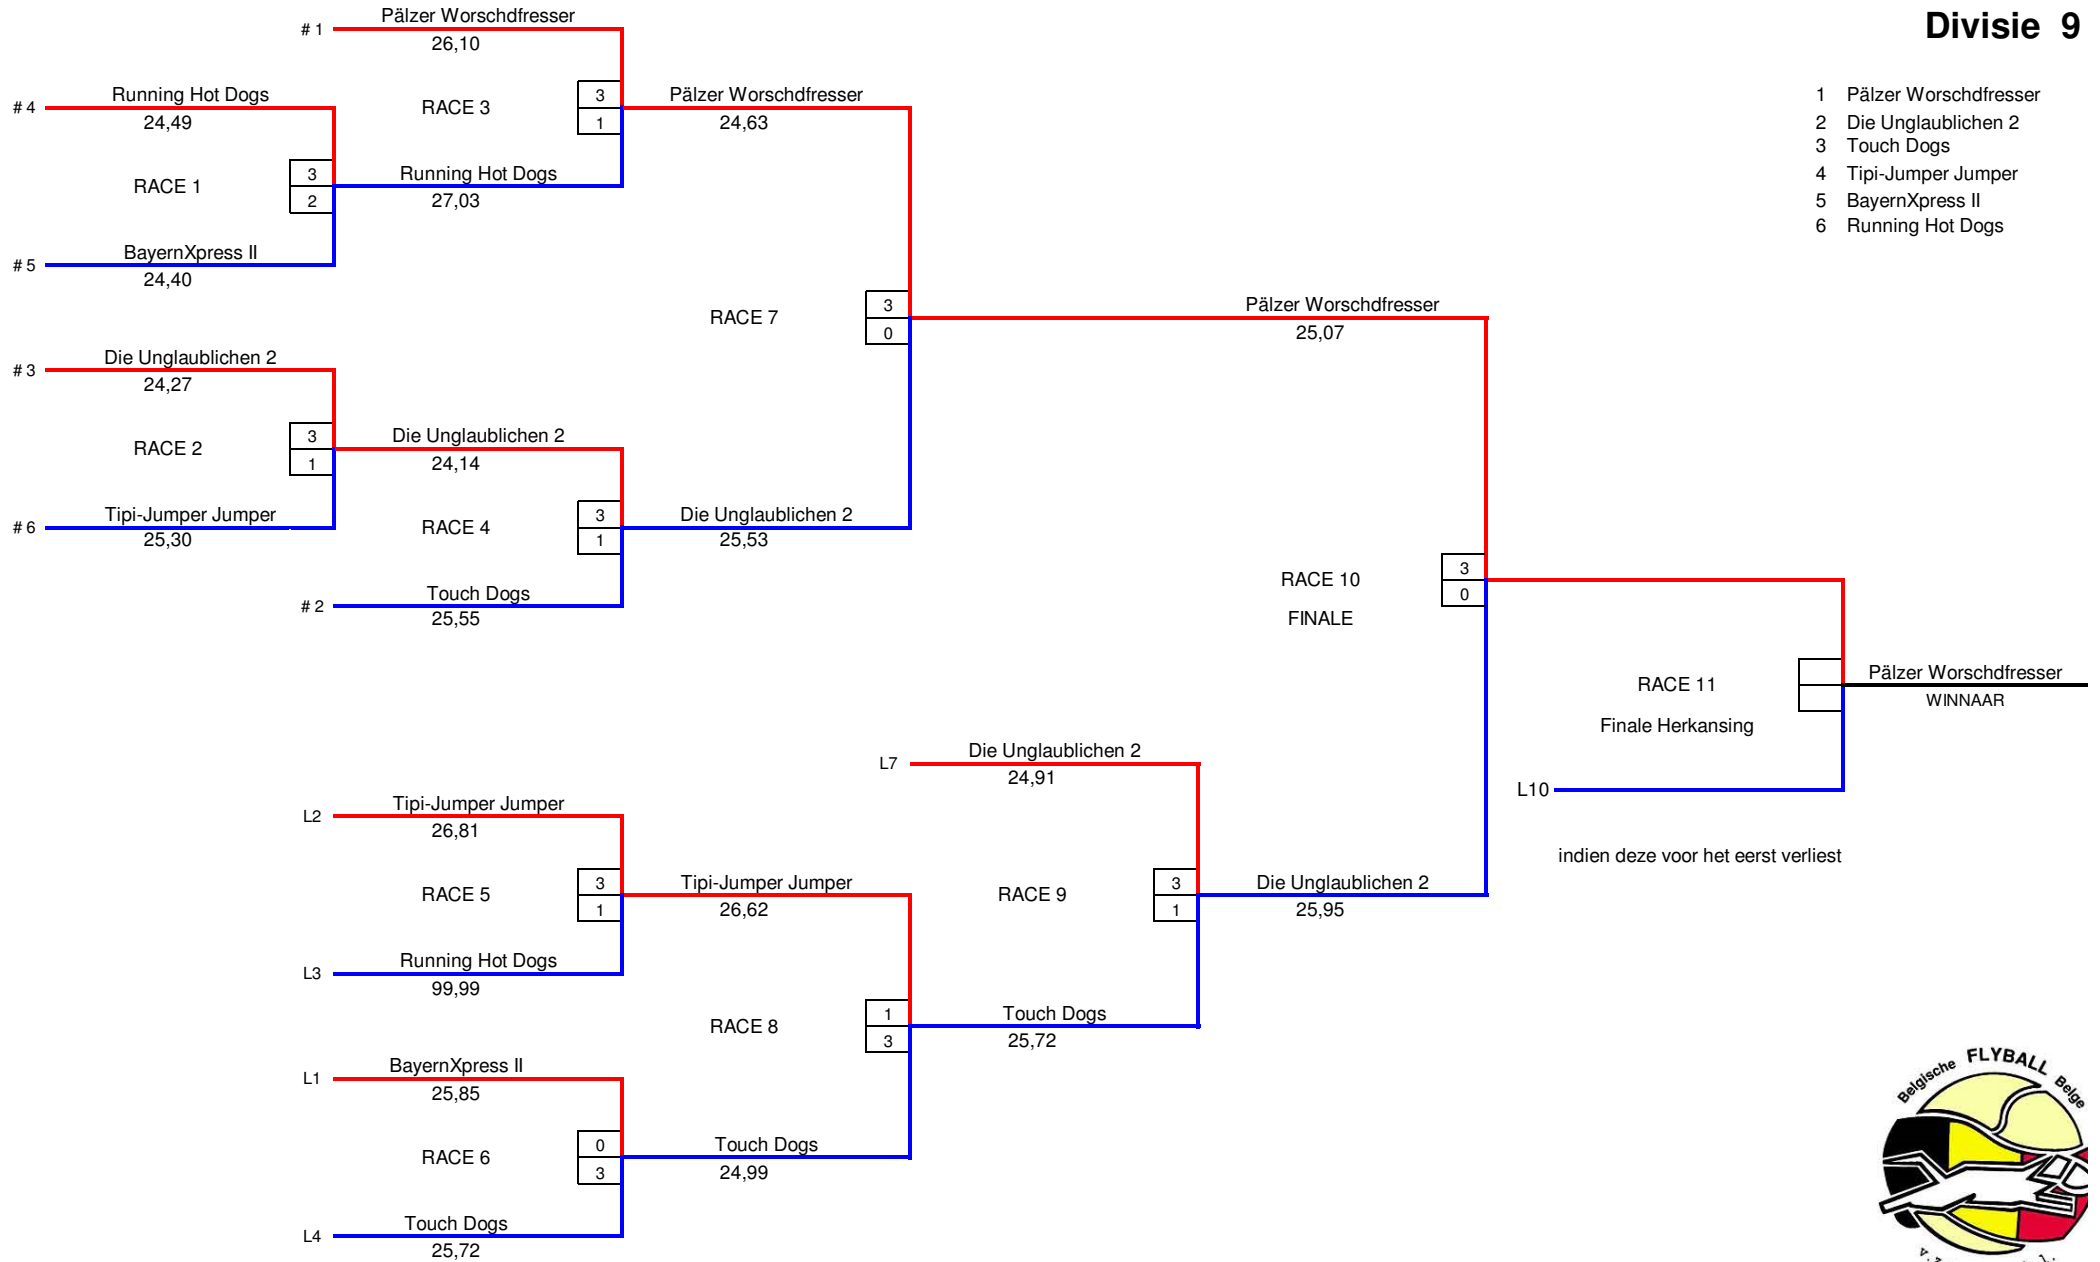 Divisie 9
1 Pälzer Worschdfresser
2 Die Unglaublichen 2
3 Touch Dogs
4 Tipi-Jumper Jumper
5 BayernXpress II
6 Running Hot Dogs
# 1
Pälzer Worschdfresser
26,10
# 4
Running Hot Dogs
24,49
RACE 3
3
1
Pälzer Worschdfresser
24,63
RACE 1
3
2
Running Hot Dogs
27,03
# 5
BayernXpress II
24,40
RACE 7
3
0
Pälzer Worschdfresser
25,07
# 3
Die Unglaublichen 2
24,27
RACE 2
3
1
Die Unglaublichen 2
24,14
# 6
Tipi-Jumper Jumper
25,30
RACE 4
3
1
Die Unglaublichen 2
25,53
# 2
Touch Dogs
25,55
RACE 10
FINALE
3
0
RACE 11
Finale Herkansing
Pälzer Worschdfresser
WINNAAR
L10
indien deze voor het eerst verliest
L7
Die Unglaublichen 2
24,91
L2
Tipi-Jumper Jumper
26,81
RACE 5
3
1
Tipi-Jumper Jumper
26,62
RACE 9
3
1
Die Unglaublichen 2
25,95
L3
Running Hot Dogs
99,99
RACE 8
1
3
Touch Dogs
25,72
L1
BayernXpress II
25,85
RACE 6
0
3
Touch Dogs
24,99
L4
Touch Dogs
25,72
Belgische FLYBALL Belge